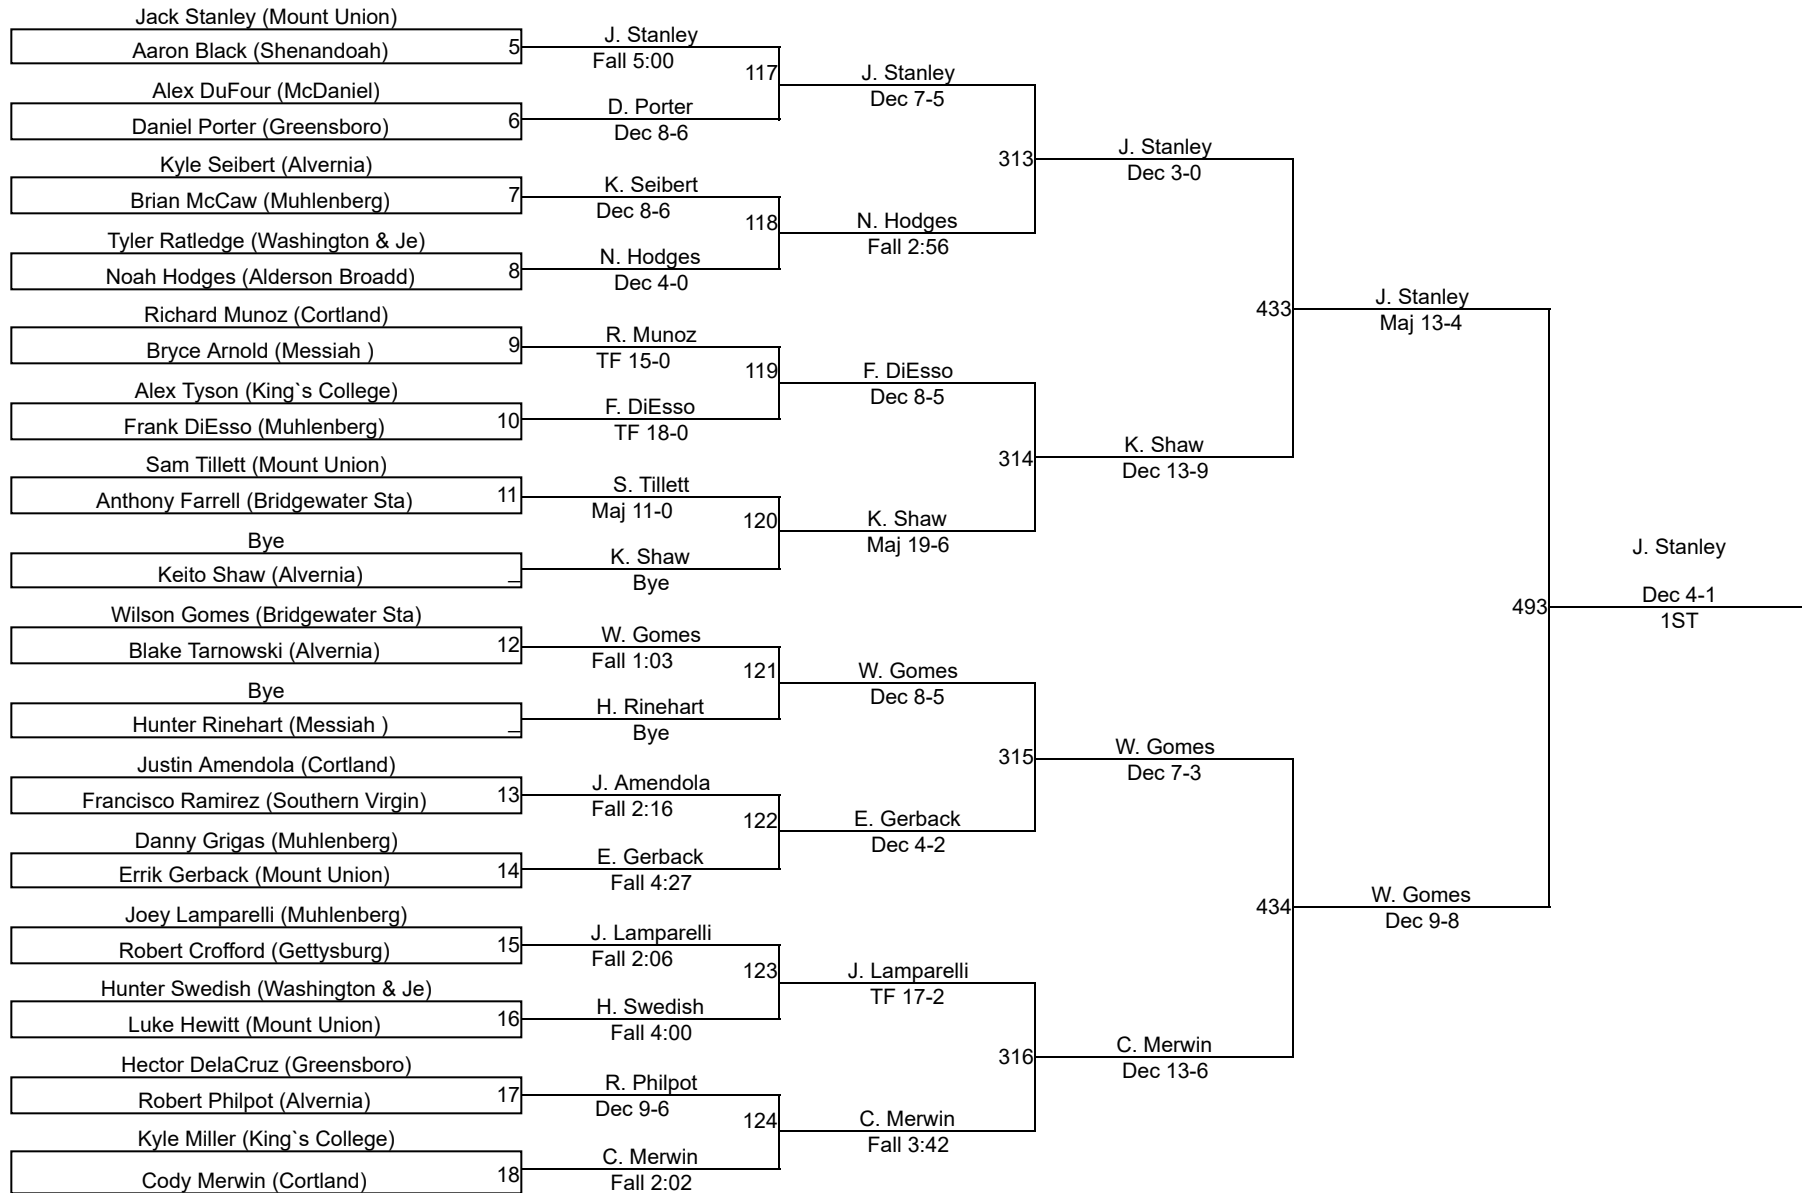 Jack Stanley (Mount Union)
Aaron Black (Shenandoah) 5
Alex DuFour (McDaniel)
Daniel Porter (Greensboro) 6
Kyle Seibert (Alvernia)
Brian McCaw (Muhlenberg) 7
Tyler Ratledge (Washington & Je)
Noah Hodges (Alderson Broadd) 8
Richard Munoz (Cortland)
Bryce Arnold (Messiah ) 9
Alex Tyson (King`s College)
Frank DiEsso (Muhlenberg) 10
Sam Tillett (Mount Union)
Anthony Farrell (Bridgewater Sta) 11
Bye
Keito Shaw (Alvernia) _
Wilson Gomes (Bridgewater Sta)
Blake Tarnowski (Alvernia) 12
Bye
Hunter Rinehart (Messiah ) _
Justin Amendola (Cortland)
Francisco Ramirez (Southern Virgin) 13
Danny Grigas (Muhlenberg)
Errik Gerback (Mount Union) 14
Joey Lamparelli (Muhlenberg)
Robert Crofford (Gettysburg) 15
Hunter Swedish (Washington & Je)
Luke Hewitt (Mount Union) 16
Hector DelaCruz (Greensboro)
Robert Philpot (Alvernia) 17
Kyle Miller (King`s College)
Cody Merwin (Cortland) 18
J. Stanley
Fall 5:00
117
D. Porter
Dec 8-6
K. Seibert
Dec 8-6
118
N. Hodges
Dec 4-0
R. Munoz
TF 15-0
119
F. DiEsso
TF 18-0
S. Tillett
Maj 11-0
120
K. Shaw
Bye
W. Gomes
Fall 1:03
121
H. Rinehart
Bye
J. Amendola
Fall 2:16
122
E. Gerback
Fall 4:27
J. Lamparelli
Fall 2:06
123
H. Swedish
Fall 4:00
R. Philpot
Dec 9-6
124
C. Merwin
Fall 2:02
J. Stanley
Dec 7-5
313
N. Hodges
Fall 2:56
F. DiEsso
Dec 8-5
314
K. Shaw
Maj 19-6
W. Gomes
Dec 8-5
315
E. Gerback
Dec 4-2
J. Lamparelli
TF 17-2
316
C. Merwin
Fall 3:42
J. Stanley
Dec 3-0
433
K. Shaw
Dec 13-9
W. Gomes
Dec 7-3
434
C. Merwin
Dec 13-6
J. Stanley
Maj 13-4
493
W. Gomes
Dec 9-8
J. Stanley
Dec 4-1
1ST